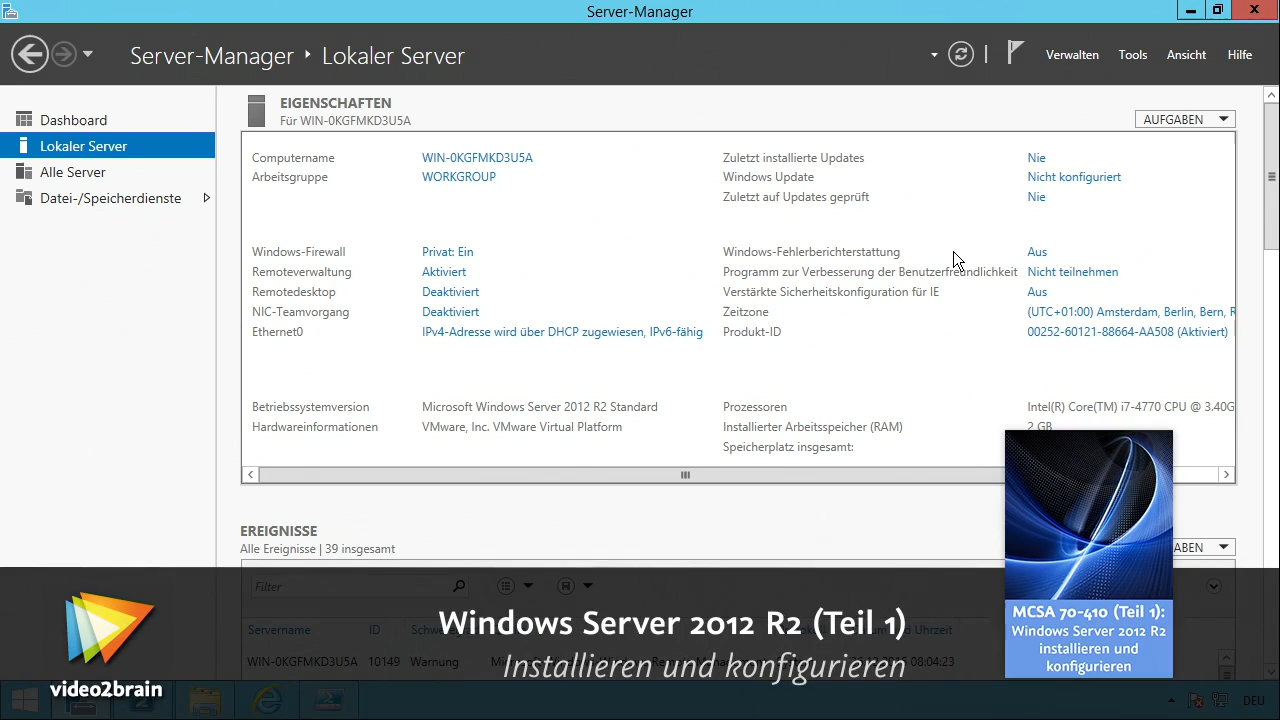 Server-Manager
Server-Manager ‣ Lokaler Server
Verwalten Tools Ansicht Hilfe
Dashboard
Lokaler Server
Alle Server
Datei-/Speicherdienste
EIGENSCHAFTEN
Für WIN-0KGFMKD3U5A
AUFGABEN
Computername WIN-0KGFMKD3U5A Zuletzt installierte Updates Nie
Arbeitsgruppe WORKGROUP Windows Update Nicht konfiguriert
Zuletzt auf Updates geprüft Nie
Windows-Firewall Privat: Ein Windows-Fehlerberichterstattung Aus
Remoteverwaltung Aktiviert Programm zur Verbesserung der Benutzerfreundlichkeit Nicht teilnehmen
Remotedesktop Deaktiviert Verstärkte Sicherheitskonfiguration für IE Aus
NIC-Teamvorgang Deaktiviert Zeitzone (UTC+01:00) Amsterdam, Berlin, Bern, R
Ethernet0 IPv4-Adresse wird über DHCP zugewiesen, IPv6-fähig Produkt-ID 00252-60121-88664-AA508 (Aktiviert)
Betriebssystemversion Microsoft Windows Server 2012 R2 Standard Prozessoren Intel(R) Core(TM) i7-4770 CPU @ 3.40G
Hardwareinformationen VMware, Inc. VMware Virtual Platform Installierter Arbeitsspeicher (RAM) 2 GB
Speicherplatz insgesamt:
EREIGNISSE
Alle Ereignisse | 39 insgesamt
ABEN
Filter
Servername ID Uhrzeit
WIN-0KGFMKD3U5A 10149 Warnung 08:04:23
Windows Server 2012 R2 (Teil 1)
Installieren und konfigurieren
MCSA 70-410 (Teil 1):
Windows Server 2012 R2
installieren und
konfigurieren
video2brain
DEU